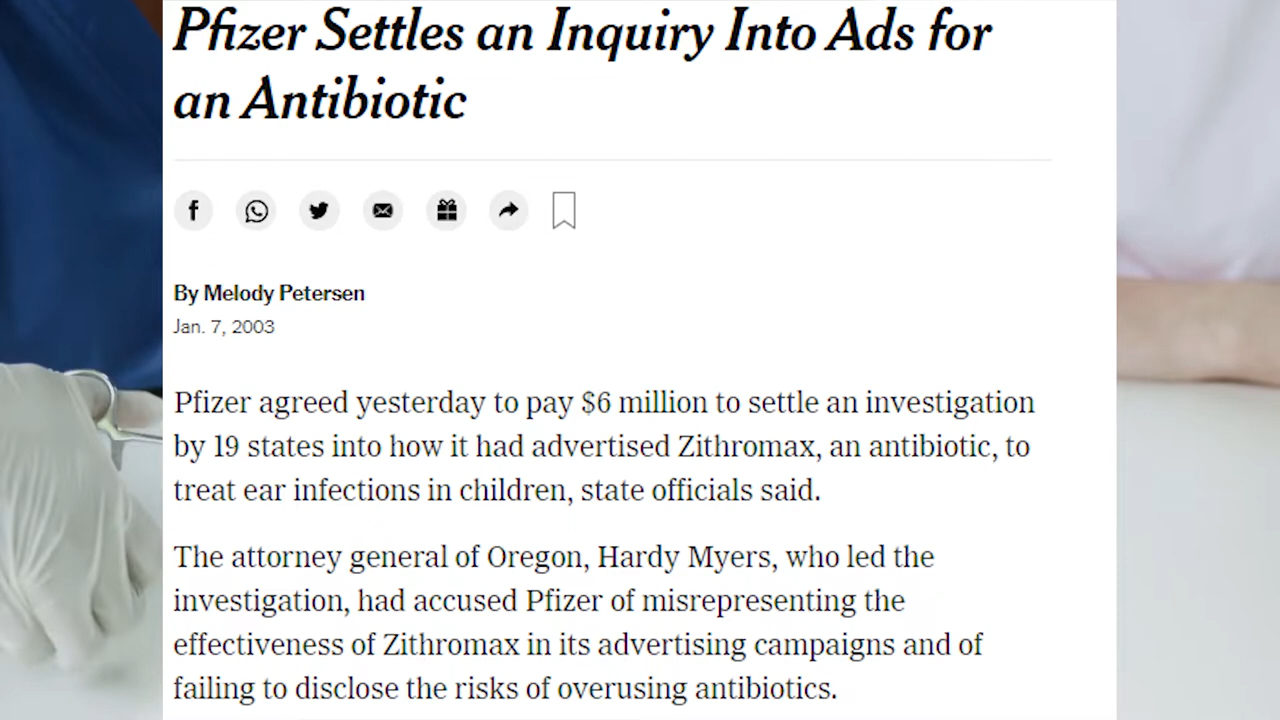 Pfizer Settles an Inquiry Into Ads for
an Antibiotic
By Melody Petersen
Jan. 7, 2003
Pfizer agreed yesterday to pay $6 million to settle an investigation
by 19 states into how it had advertised Zithromax, an antibiotic, to
treat ear infections in children, state officials said.
The attorney general of Oregon, Hardy Myers, who led the
investigation, had accused Pfizer of misrepresenting the
effectiveness of Zithromax in its advertising campaigns and of
failing to disclose the risks of overusing antibiotics.